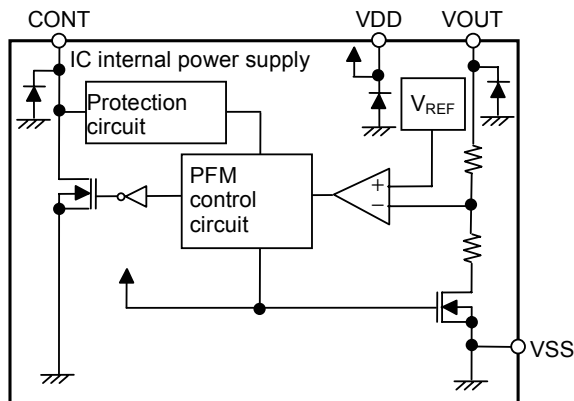 CONT
VDD
VOUT
IC internal power supply
Protection
circuit
VREF
PFM
control
circuit
+
−
VSS